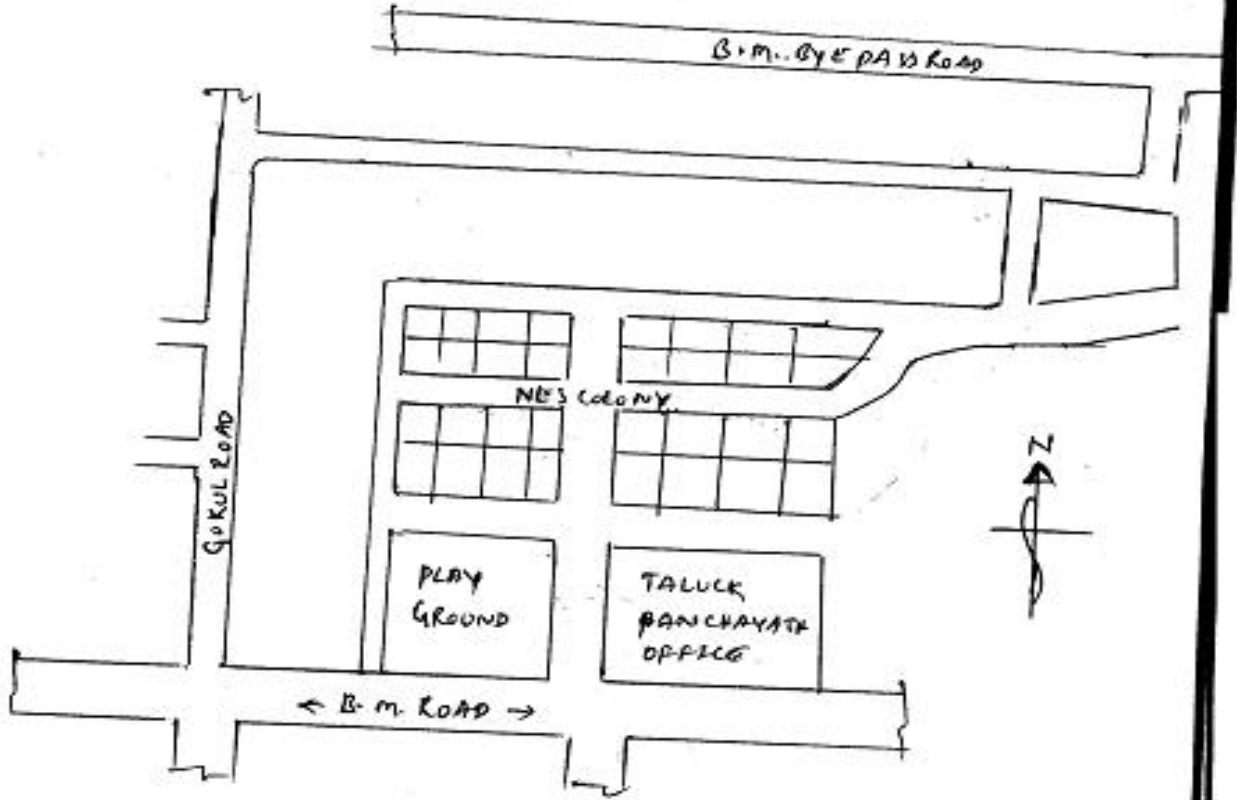 B.M. BYE PASS ROAD
NES COLONY
GOKUL ROAD
N
PLAY
GROUND
TALUCK
PANCHAYATH
OFFICE
← B.M. ROAD →